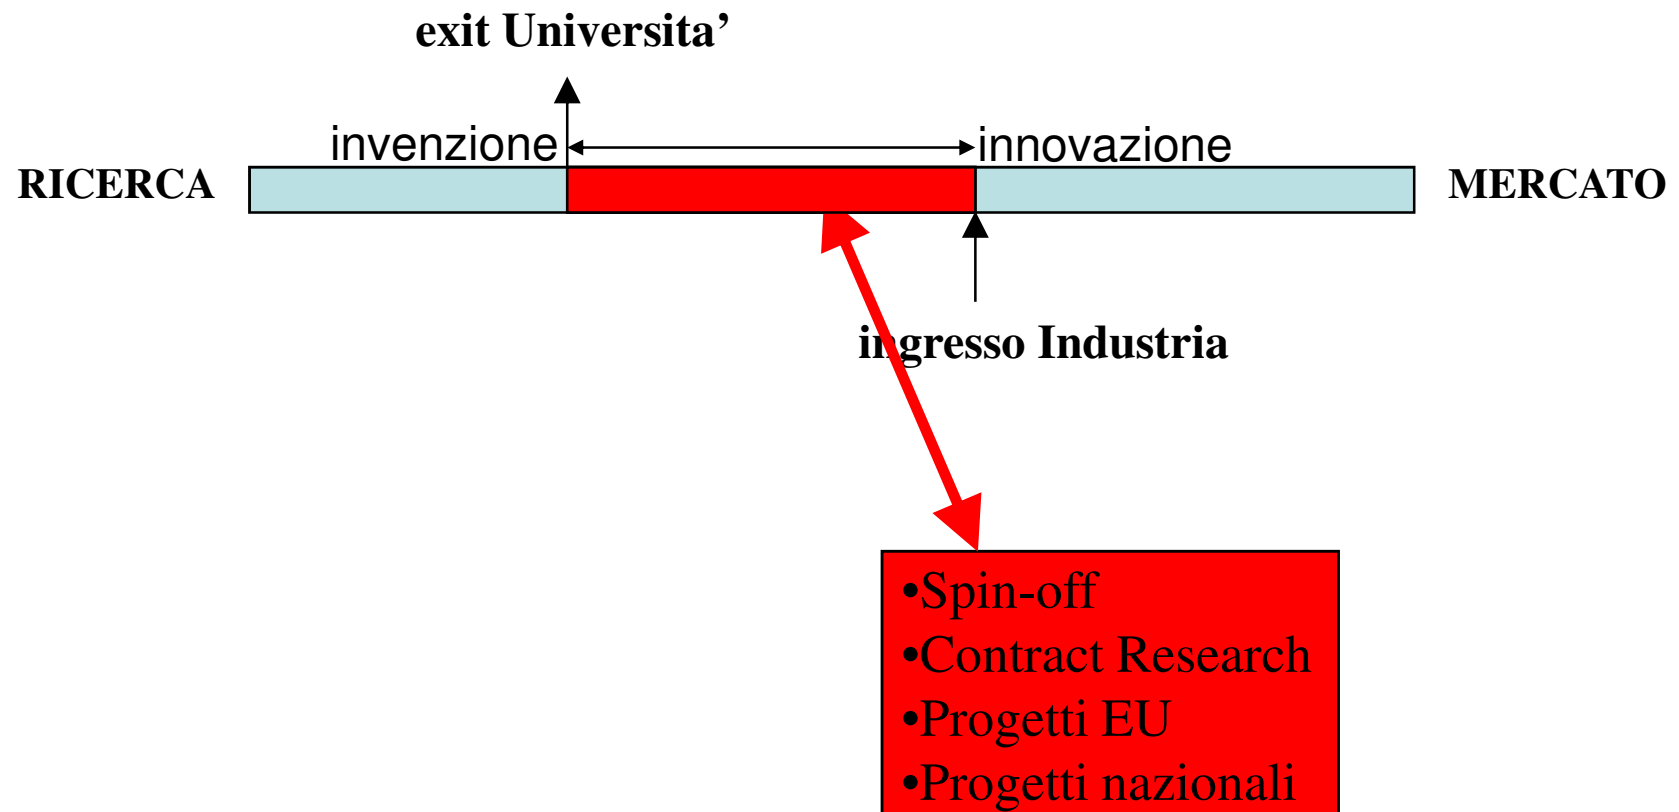 exit Universita’
invenzione
innovazione
RICERCA
MERCATO
ingresso Industria
•Spin-off
•Contract Research
•Progetti EU
•Progetti nazionali